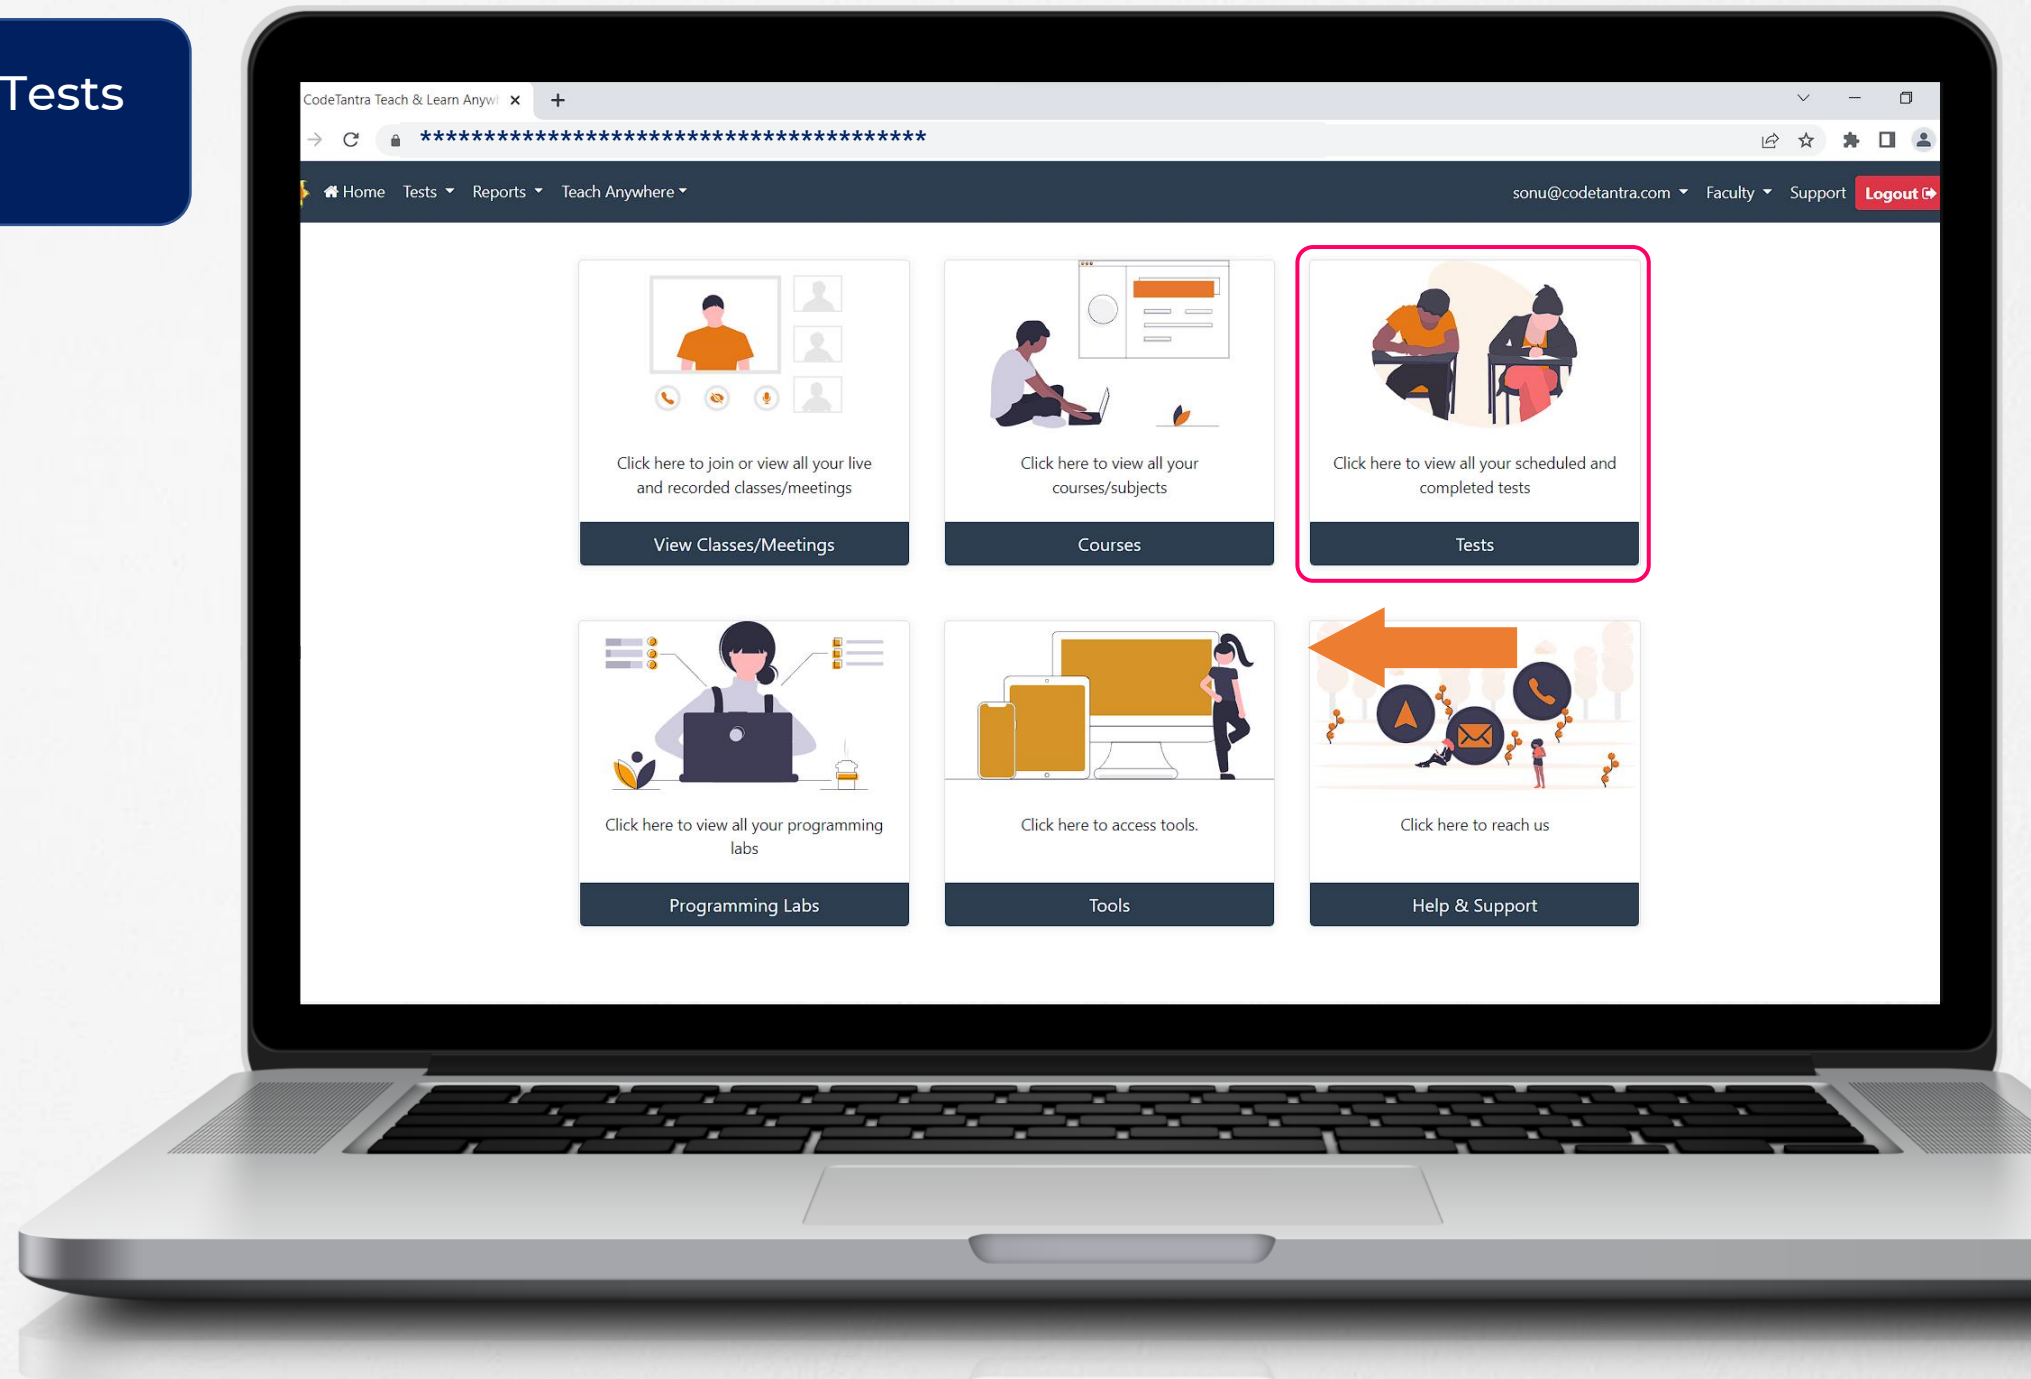 Tests
CodeTantra Teach & Learn Anywh
****************************************
Home Tests Reports Teach Anywhere
sonu@codetantra.com Faculty Support Logout
Click here to join or view all your live
and recorded classes/meetings
View Classes/Meetings
Click here to view all your
courses/subjects
Courses
Click here to view all your scheduled and
completed tests
Tests
Click here to view all your programming
labs
Programming Labs
Click here to access tools.
Tools
Click here to reach us
Help & Support